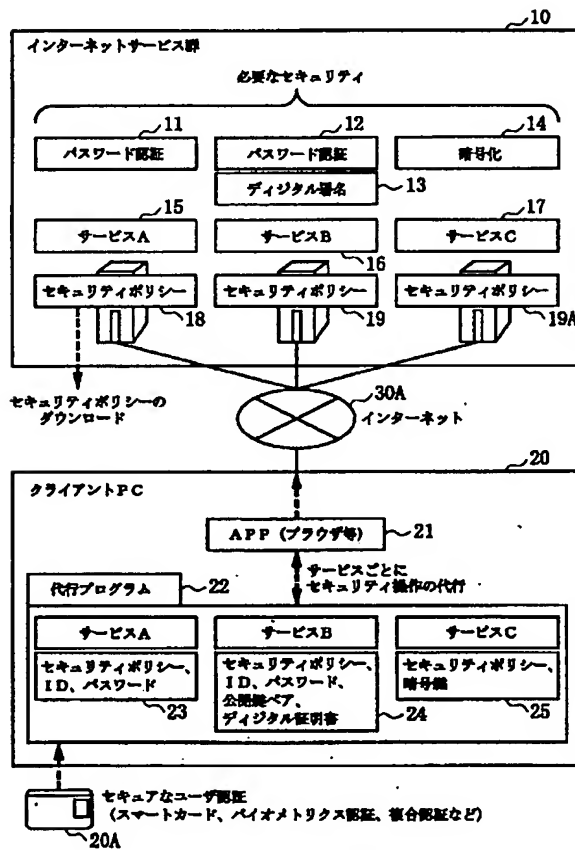 10
インターネットサービス群
必要なセキュリティ
11
12
14
パスワード認証
パスワード認証
暗号化
ディジタル署名
13
15
17
サービスA
サービスB
サービスC
16
セキュリティポリシー
セキュリティポリシー
セキュリティポリシー
18
19
19A
セキュリティポリシーの
ダウンロード
30A
インターネット
20
クライアントPC
APP(ブラウザ等)
21
サービスごとに
セキュリティ操作の代行
代行プログラム
22
サービスA
サービスB
サービスC
セキュリティポリシー、
ID、パスワード
23
セキュリティポリシー、
ID、パスワード、
公開鍵ペア、
ディジタル証明書
24
セキュリティポリシー、
暗号鍵
25
セキュアなユーザ認証
(スマートカード、バイオメトリクス認証、複合認証など)
20A